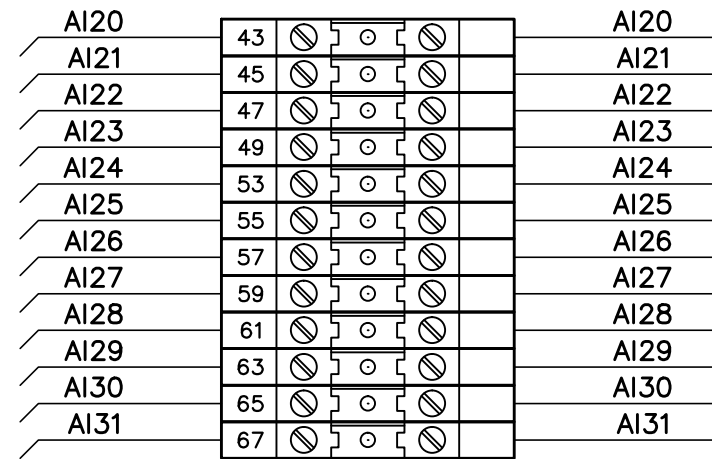 AI20 43 AI20
AI21 45 AI21
AI22 47 AI22
AI23 49 AI23
AI24 53 AI24
AI25 55 AI25
AI26 57 AI26
AI27 59 AI27
AI28 61 AI28
AI29 63 AI29
AI30 65 AI30
AI31 67 AI31